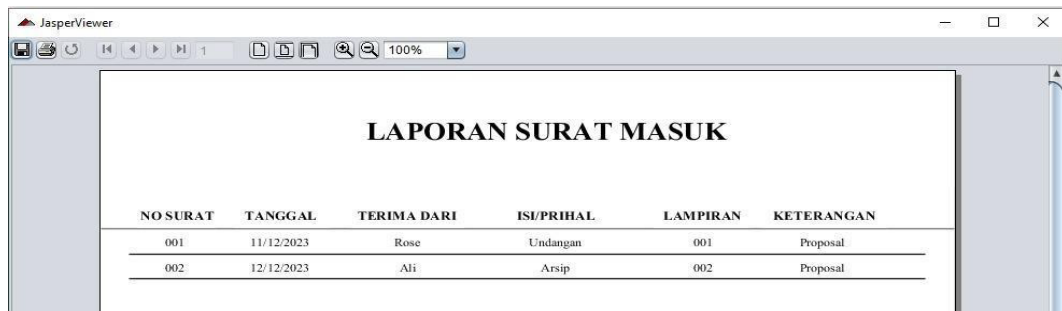 JasperViewer
1 100%
LAPORAN SURAT MASUK
NO SURAT TANGGAL TERIMA DARI ISI/PRIHAL LAMPIRAN KETERANGAN
001 11/12/2023 Rose Undangan 001 Proposal
002 12/12/2023 Ali Arsip 002 Proposal